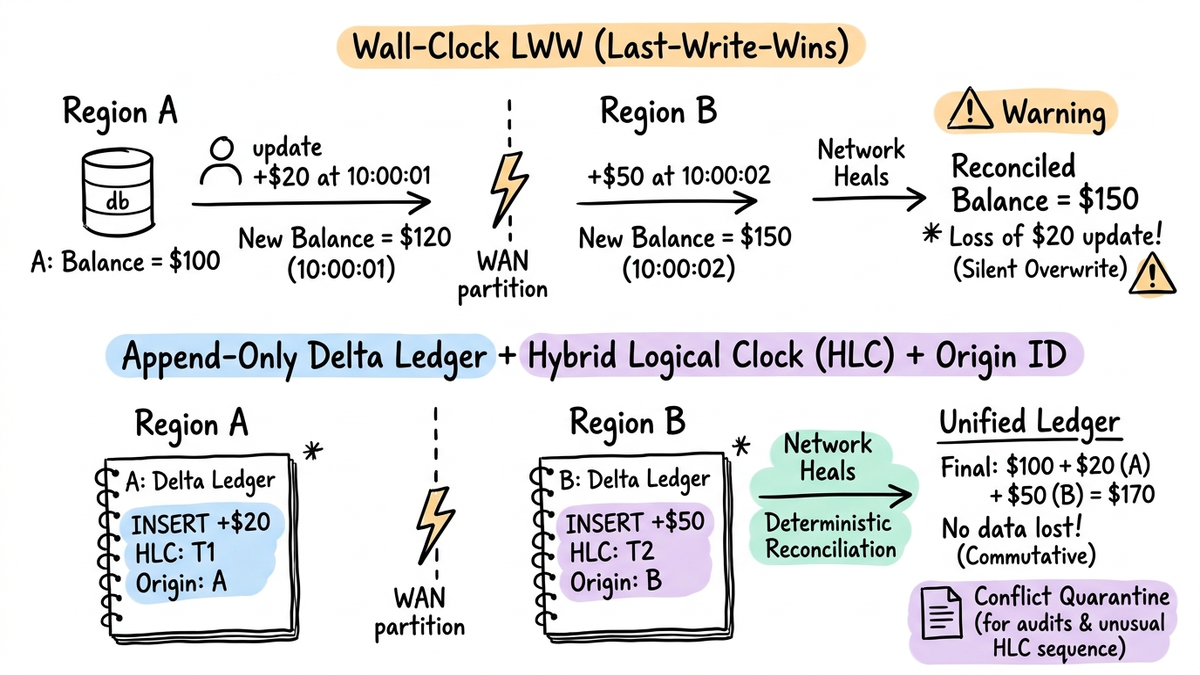 Wall-Clock LWW (Last-Write-Wins)
Region A
db
A: Balance = $100
update
+$20 at 10:00:01
New Balance = $120
(10:00:01)
WAN
partition
Region B
+$50 at 10:00:02
New Balance = $150
(10:00:02)
Network
Heals
Warning
Reconciled
Balance = $150
* Loss of $20 update!
(Silent Overwrite)
Append-Only Delta Ledger + Hybrid Logical Clock (HLC) + Origin ID
Region A
*
A: Delta Ledger
INSERT +$20
HLC: T1
Origin: A
WAN
partition
Region B
*
B: Delta Ledger
INSERT +$50
HLC: T2
Origin: B
Network
Heals
Deterministic
Reconciliation
Unified Ledger
Final: $100 + $20 (A)
+ $50 (B) = $170
No data lost!
(Commutative)
Conflict Quarantine
(for audits & unusual
HLC sequence)